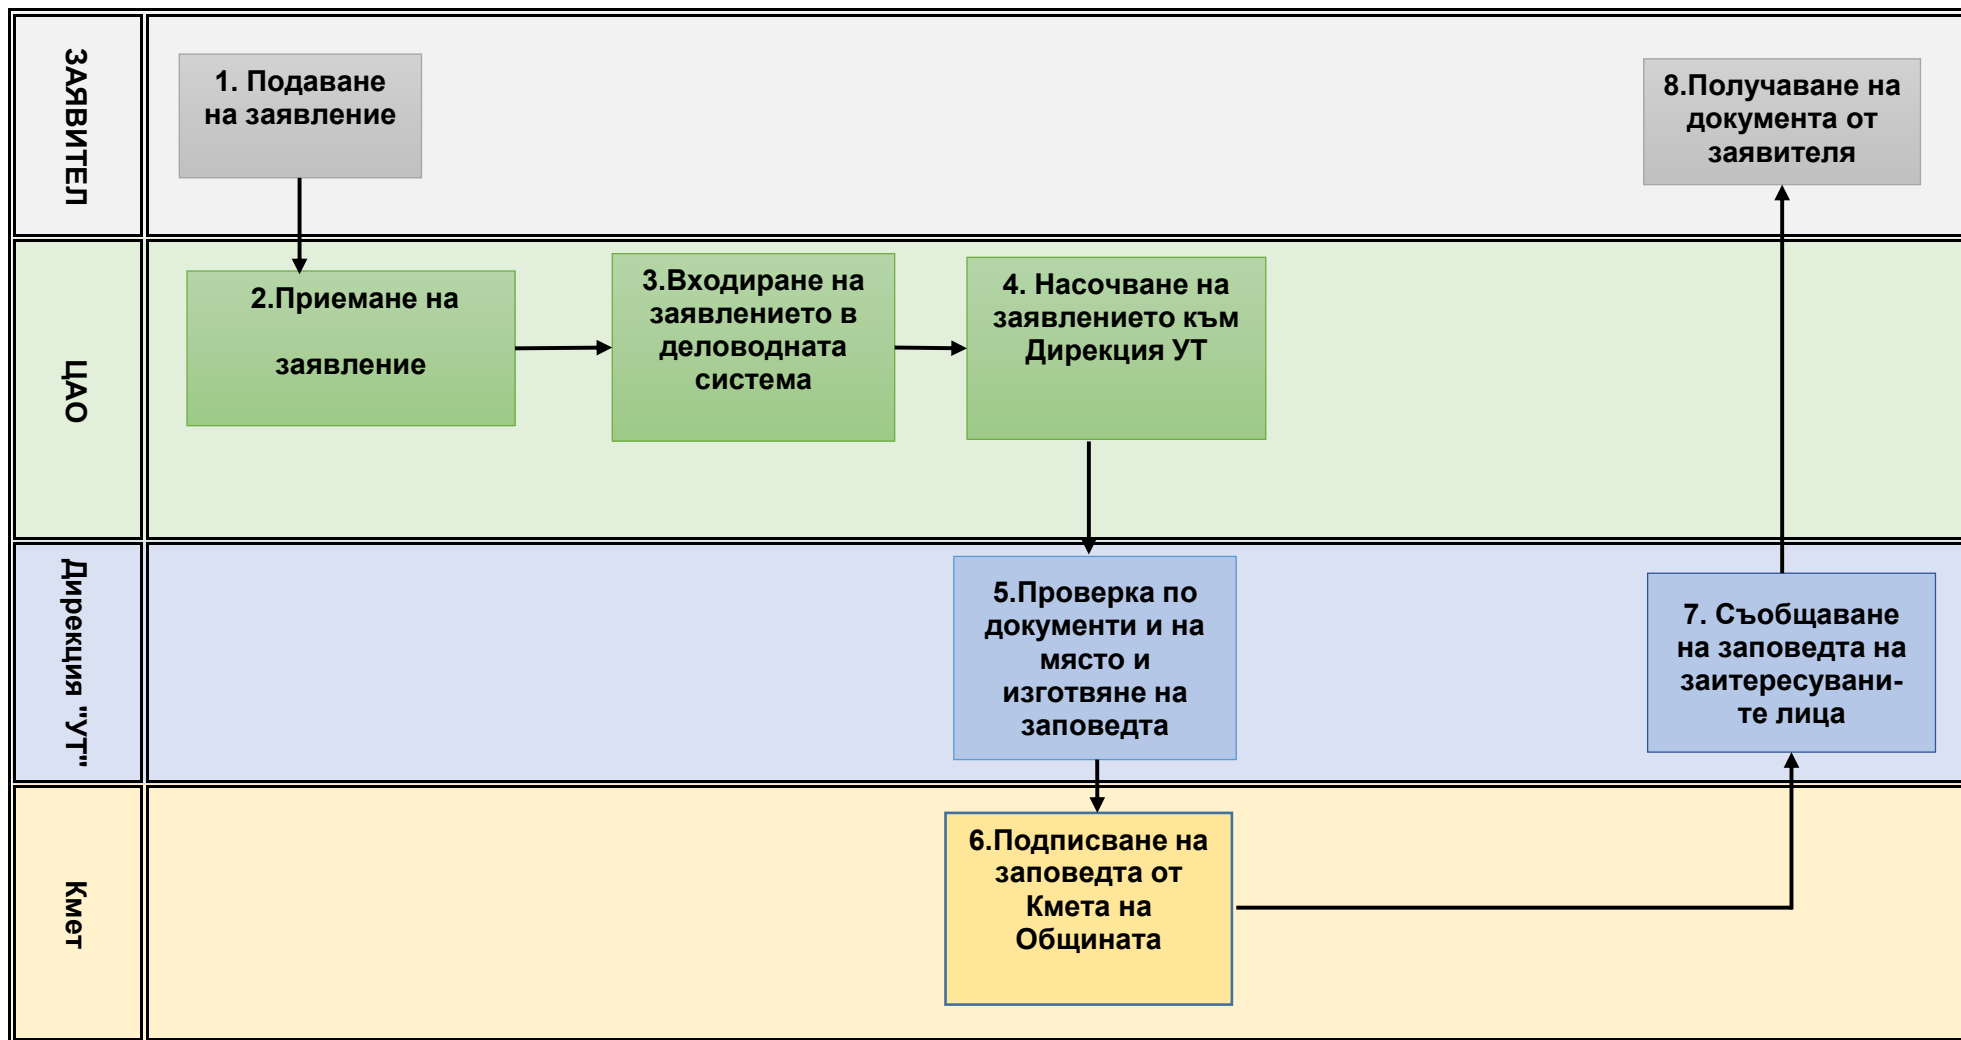 ЗАЯВИТЕЛ
1. Подаване
на заявление
8.Получаване на
документа от
заявителя
ЦАО
2.Приемане на
заявление
3.Входиране на
заявлението в
деловодната
система
4. Насочване на
заявлението към
Дирекция УТ
Дирекция "УТ"
5.Проверка по
документи и на
място и
изготвяне на
заповедта
7. Съобщаване
на заповедта на
заитересувани-
те лица
Кмет
6.Подписване на
заповедта от
Кмета на
Общината